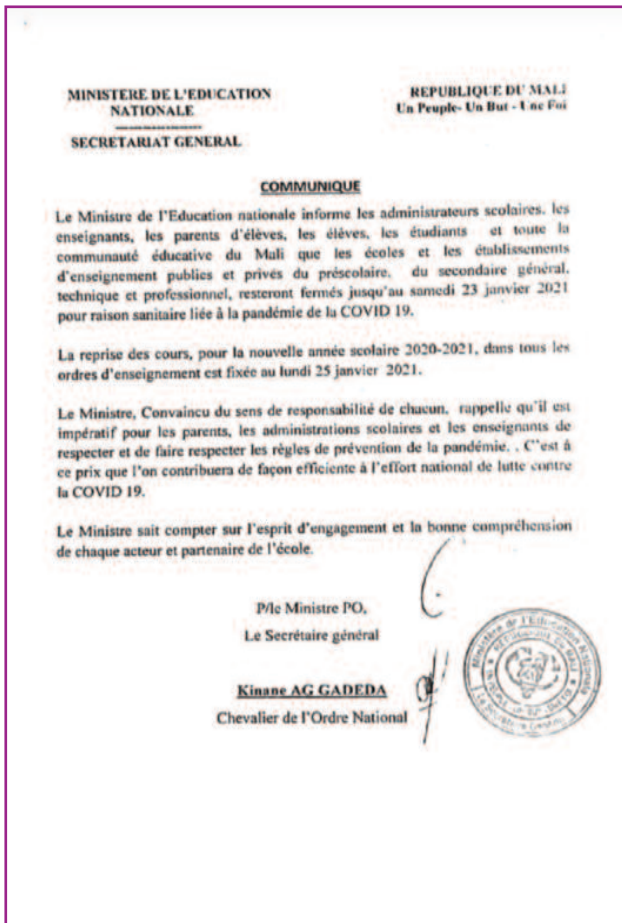 MINISTERE DE L'EDUCATION
NATIONALE
SECRETARIAT GENERAL
REPUBLIQUE DU MALI
Un Peuple- Un But - Une Foi
COMMUNIQUE
Le Ministre de l'Education nationale informe les administrateurs scolaires, les
enseignants, les parents d'élèves, les élèves, les étudiants et toute la
communauté éducative du Mali que les écoles et les établissements
d'enseignement publics et privés du préscolaire, du secondaire général,
technique et professionnel, resteront fermés jusqu'au samedi 23 janvier 2021
pour raison sanitaire liée à la pandémie de la COVID 19.
La reprise des cours, pour la nouvelle année scolaire 2020-2021, dans tous les
ordres d'enseignement est fixée au lundi 25 janvier 2021.
Le Ministre, Convaincu du sens de responsabilité de chacun, rappelle qu'il est
impératif pour les parents, les administrations scolaires et les enseignants de
respecter et de faire respecter les règles de prévention de la pandémie. . C'est à
ce prix que l'on contribuera de façon efficiente à l'effort national de lutte contre
la COVID 19.
Le Ministre sait compter sur l'esprit d'engagement et la bonne compréhension
de chaque acteur et partenaire de l'école.
P/le Ministre PO,
Le Secrétaire général
Kinane AG GADEDA
Chevalier de l'Ordre National
Ministère de l'Education Nationale
Le Secrétaire Général